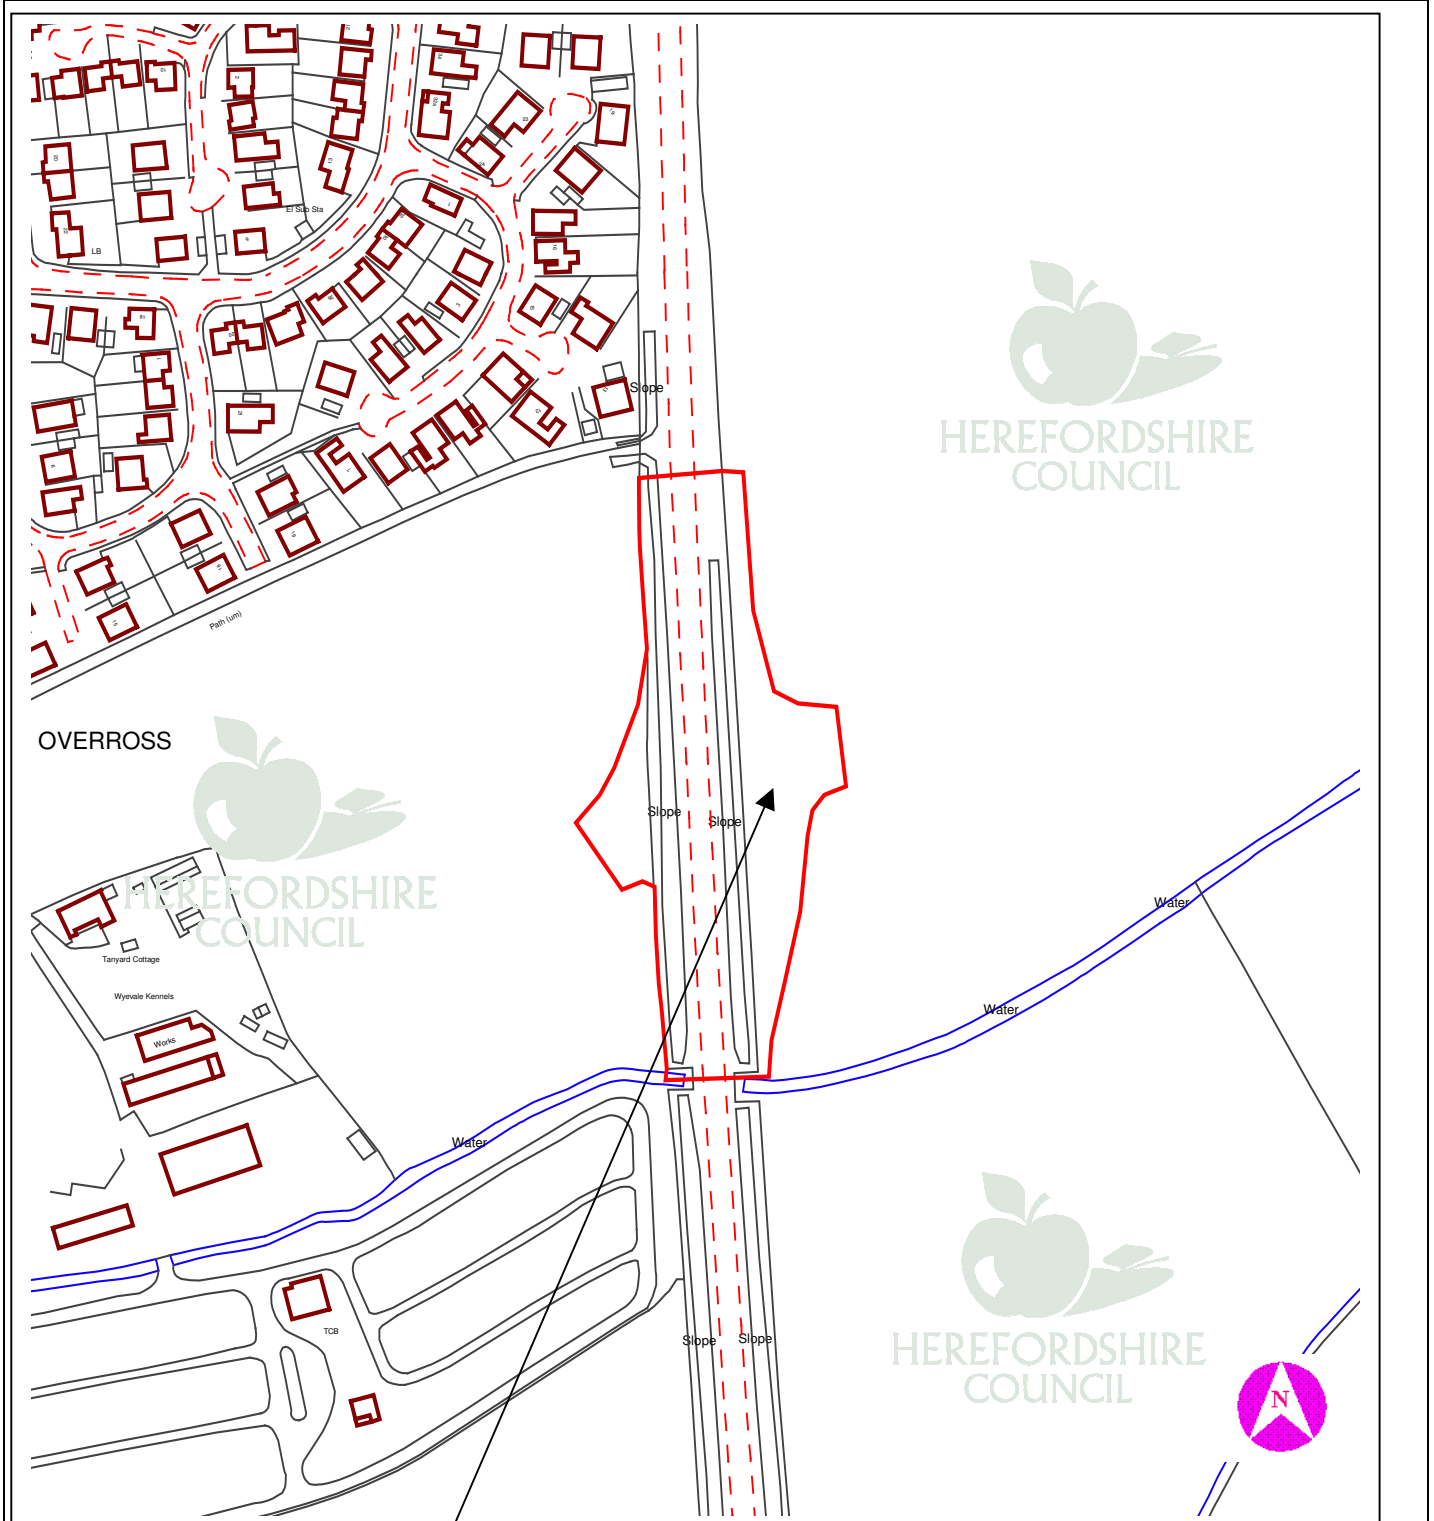 El Sub Sta
LB
Slope
HEREFORDSHIRE
COUNCIL
Path (um)
OVERROSS
Slope
Slope
HEREFORDSHIRE
COUNCIL
Water
Tanyard Cottage
Wyevale Kennels
Water
Works
Water
TCB
Slope
Slope
HEREFORDSHIRE
COUNCIL
N